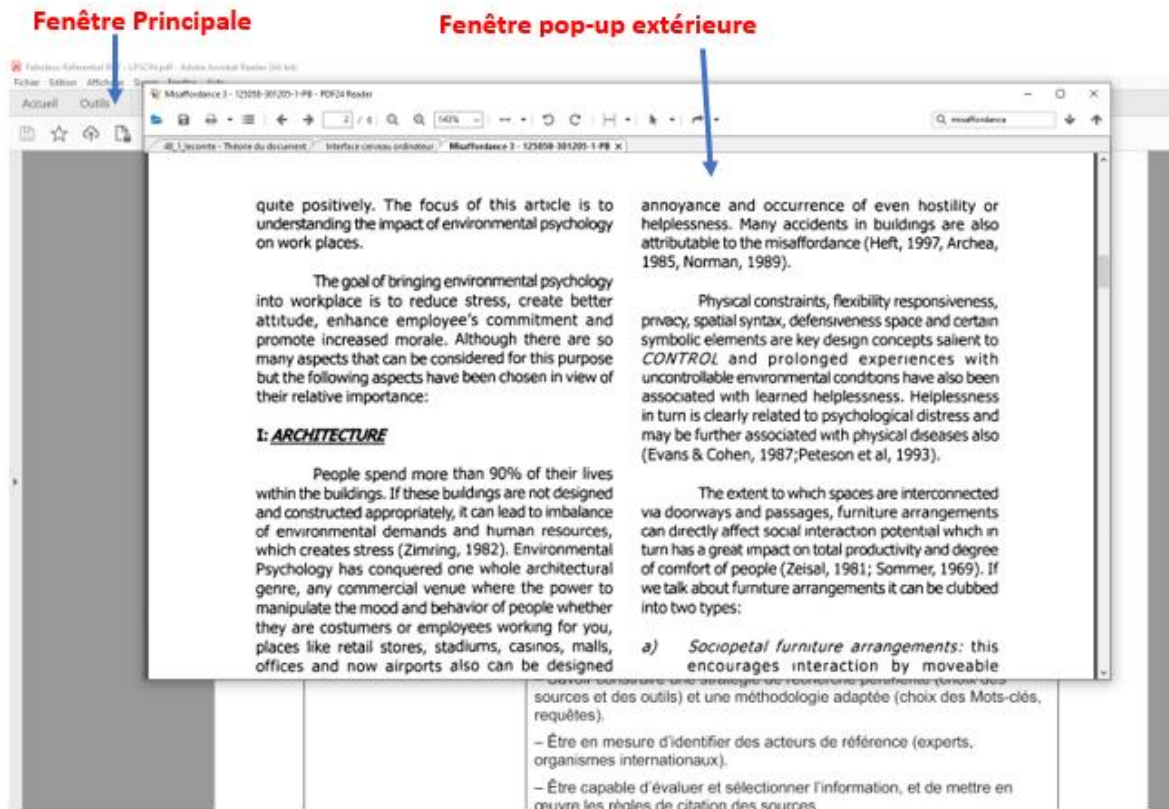 Fenêtre Principale
Fenêtre pop-up extérieure
Accueil Outils
Misaffordance 3 - 125058-301205-1-PB - PDF24 Reader
2 / 6
140%
misaffordance
48_1_lecomte - Théorie du document
Interface cerveau ordinateur
Misaffordance 3 - 125058-301205-1-PB
quite positively. The focus of this article is to
understanding the impact of environmental psychology
on work places.
The goal of bringing environmental psychology
into workplace is to reduce stress, create better
attitude, enhance employee's commitment and
promote increased morale. Although there are so
many aspects that can be considered for this purpose
but the following aspects have been chosen in view of
their relative importance:
I: ARCHITECTURE
People spend more than 90% of their lives
within the buildings. If these buildings are not designed
and constructed appropriately, it can lead to imbalance
of environmental demands and human resources,
which creates stress (Zimring, 1982). Environmental
Psychology has conquered one whole architectural
genre, any commercial venue where the power to
manipulate the mood and behavior of people whether
they are costumers or employees working for you,
places like retail stores, stadiums, casinos, malls,
offices and now airports also can be designed
annoyance and occurrence of even hostility or
helplessness. Many accidents in buildings are also
attributable to the misaffordance (Heft, 1997, Archea,
1985, Norman, 1989).
Physical constraints, flexibility responsiveness,
privacy, spatial syntax, defensiveness space and certain
symbolic elements are key design concepts salient to
CONTROL and prolonged experiences with
uncontrollable environmental conditions have also been
associated with learned helplessness. Helplessness
in turn is clearly related to psychological distress and
may be further associated with physical diseases also
(Evans & Cohen, 1987;Peteson et al, 1993).
The extent to which spaces are interconnected
via doorways and passages, furniture arrangements
can directly affect social interaction potential which in
turn has a great impact on total productivity and degree
of comfort of people (Zeisal, 1981; Sommer, 1969). If
we talk about furniture arrangements it can be clubbed
into two types:
a) Sociopetal furniture arrangements: this
encourages interaction by moveable
– Savoir construire une stratégie de recherche pertinente (choix des
sources et des outils) et une méthodologie adaptée (choix des Mots-clés,
requêtes).
– Être en mesure d'identifier des acteurs de référence (experts,
organismes internationaux).
– Être capable d'évaluer et sélectionner l'information, et de mettre en
œuvre les règles de citation des sources